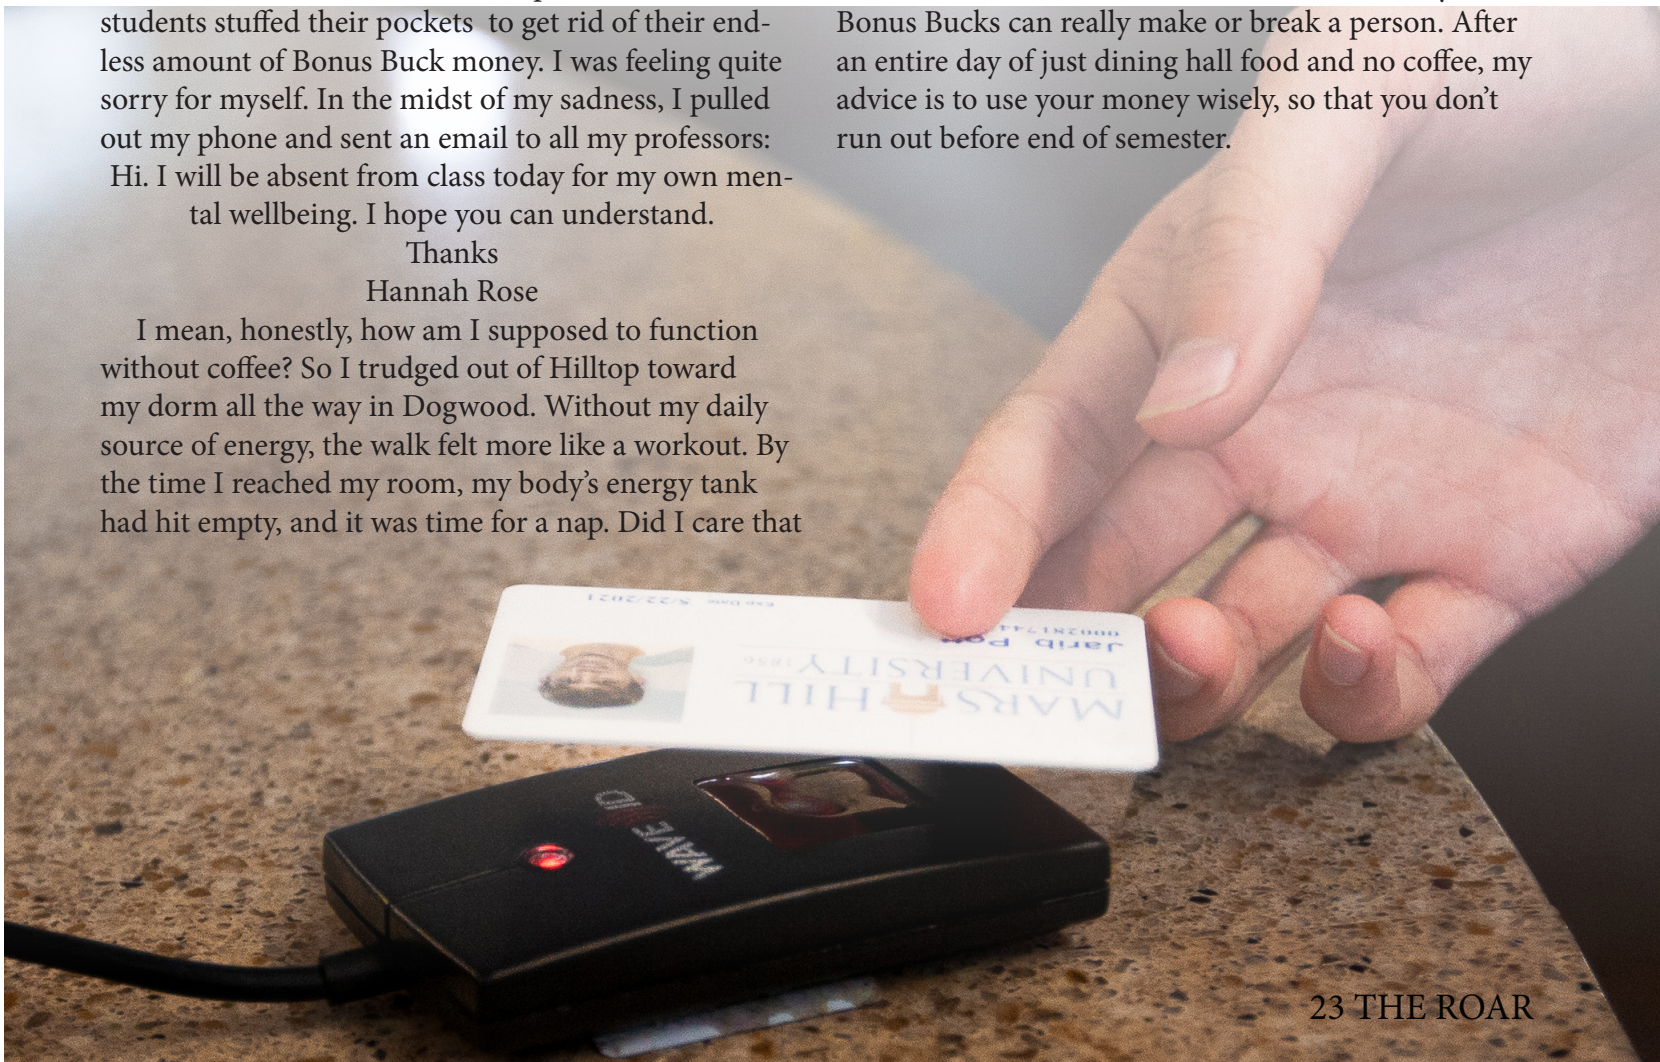 students stuffed their pockets  to get rid of their end-
less amount of Bonus Buck money. I was feeling quite
sorry for myself. In the midst of my sadness, I pulled
out my phone and sent an email to all my professors:
Hi. I will be absent from class today for my own men-
tal wellbeing. I hope you can understand.
Thanks
Hannah Rose
I mean, honestly, how am I supposed to function
without coffee? So I trudged out of Hilltop toward
my dorm all the way in Dogwood. Without my daily
source of energy, the walk felt more like a workout. By
the time I reached my room, my body's energy tank
had hit empty, and it was time for a nap. Did I care that
Bonus Bucks can really make or break a person. After
an entire day of just dining hall food and no coffee, my
advice is to use your money wisely, so that you don't
run out before end of semester.
MARS HILL
UNIVERSITY 1856
Jarib
Exp Date 5/22/2021
WAVE ID
23 THE ROAR